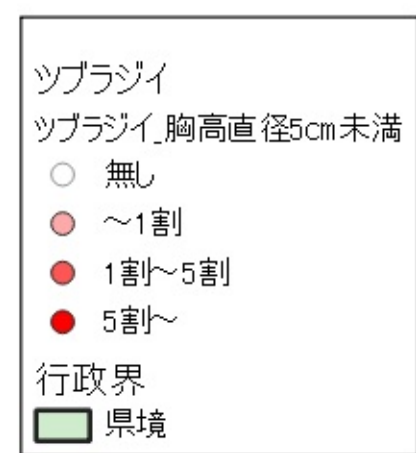 ツブラジイ
ツブラジイ_胸高直径5cm未満
無し
～1割
1割～5割
5割～
行政界
県境